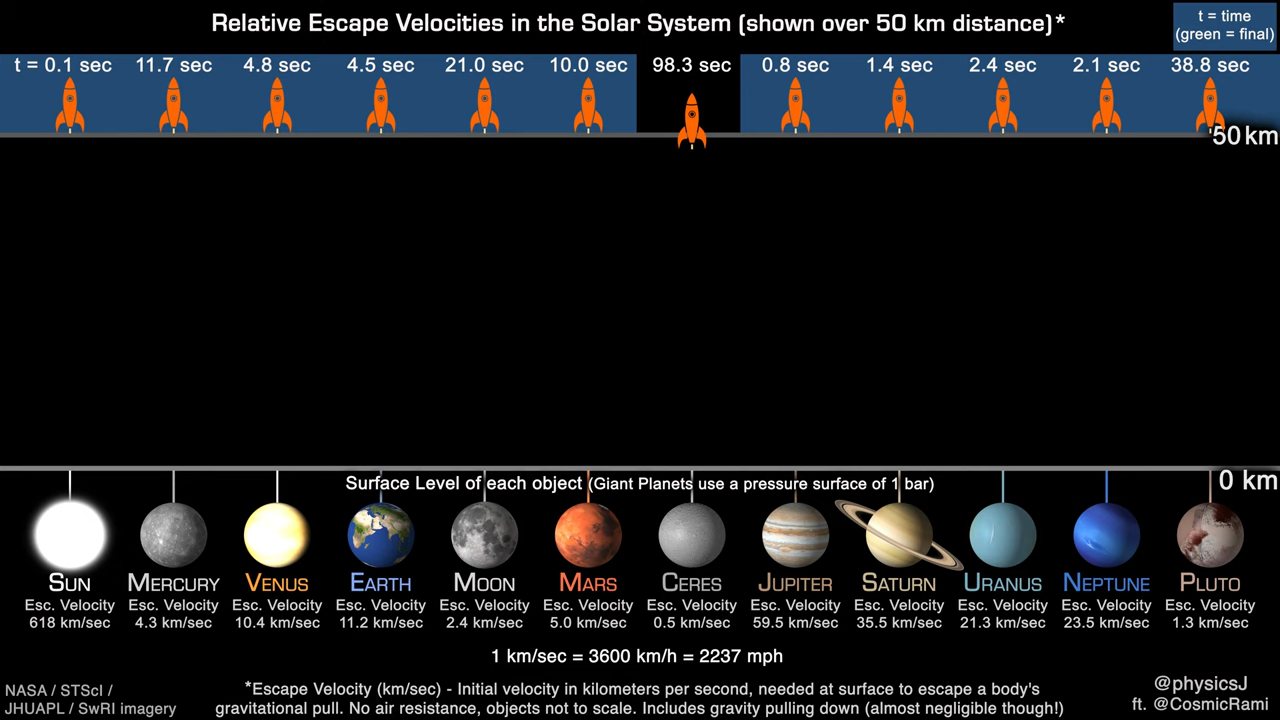 Relative Escape Velocities in the Solar System (shown over 50 km distance)*
t = time
(green = final)
t = 0.1 sec 11.7 sec 4.8 sec 4.5 sec 21.0 sec 10.0 sec 98.3 sec 0.8 sec 1.4 sec 2.4 sec 2.1 sec 38.8 sec
50 km
Surface Level of each object (Giant Planets use a pressure surface of 1 bar)
0 km
SUN MERCURY VENUS EARTH MOON MARS CERES JUPITER SATURN URANUS NEPTUNE PLUTO
Esc. Velocity Esc. Velocity Esc. Velocity Esc. Velocity Esc. Velocity Esc. Velocity Esc. Velocity Esc. Velocity Esc. Velocity Esc. Velocity Esc. Velocity Esc. Velocity
618 km/sec 4.3 km/sec 10.4 km/sec 11.2 km/sec 2.4 km/sec 5.0 km/sec 0.5 km/sec 59.5 km/sec 35.5 km/sec 21.3 km/sec 23.5 km/sec 1.3 km/sec
1 km/sec = 3600 km/h = 2237 mph
NASA / STScI /
JHUAPL / SwRI imagery
*Escape Velocity (km/sec) - Initial velocity in kilometers per second, needed at surface to escape a body's
gravitational pull. No air resistance, objects not to scale. Includes gravity pulling down (almost negligible though!)
@physicsJ
ft. @CosmicRami